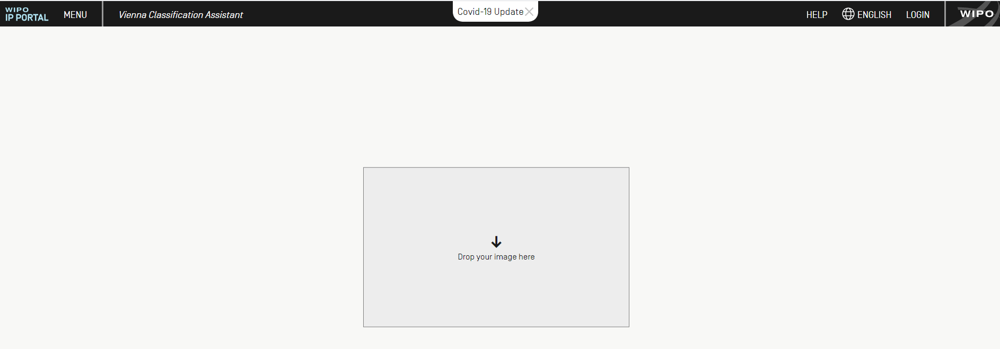 WIPO
IP PORTAL
MENU
Vienna Classification Assistant
Covid-19 Update
HELP
ENGLISH
LOGIN
WIPO
Drop your image here